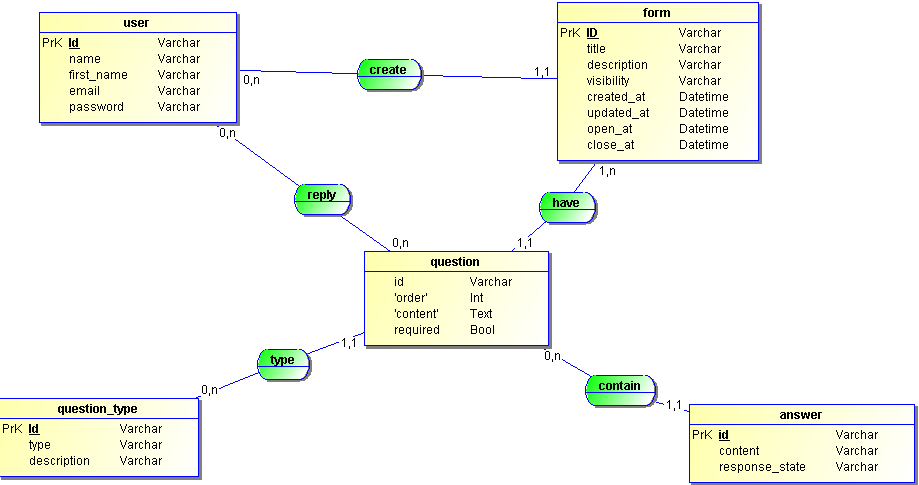 user
PrK Id Varchar
name Varchar
first_name Varchar
email Varchar
password Varchar
0,n
create
1,1
form
PrK ID Varchar
title Varchar
description Varchar
visibility Varchar
created_at Datetime
updated_at Datetime
open_at Datetime
close_at Datetime
0,n
reply
0,n
1,n
have
1,1
question
id Varchar
'order' Int
'content' Text
required Bool
1,1
type
0,n
0,n
contain
1,1
question_type
PrK Id Varchar
type Varchar
description Varchar
answer
PrK id Varchar
content Varchar
response_state Varchar